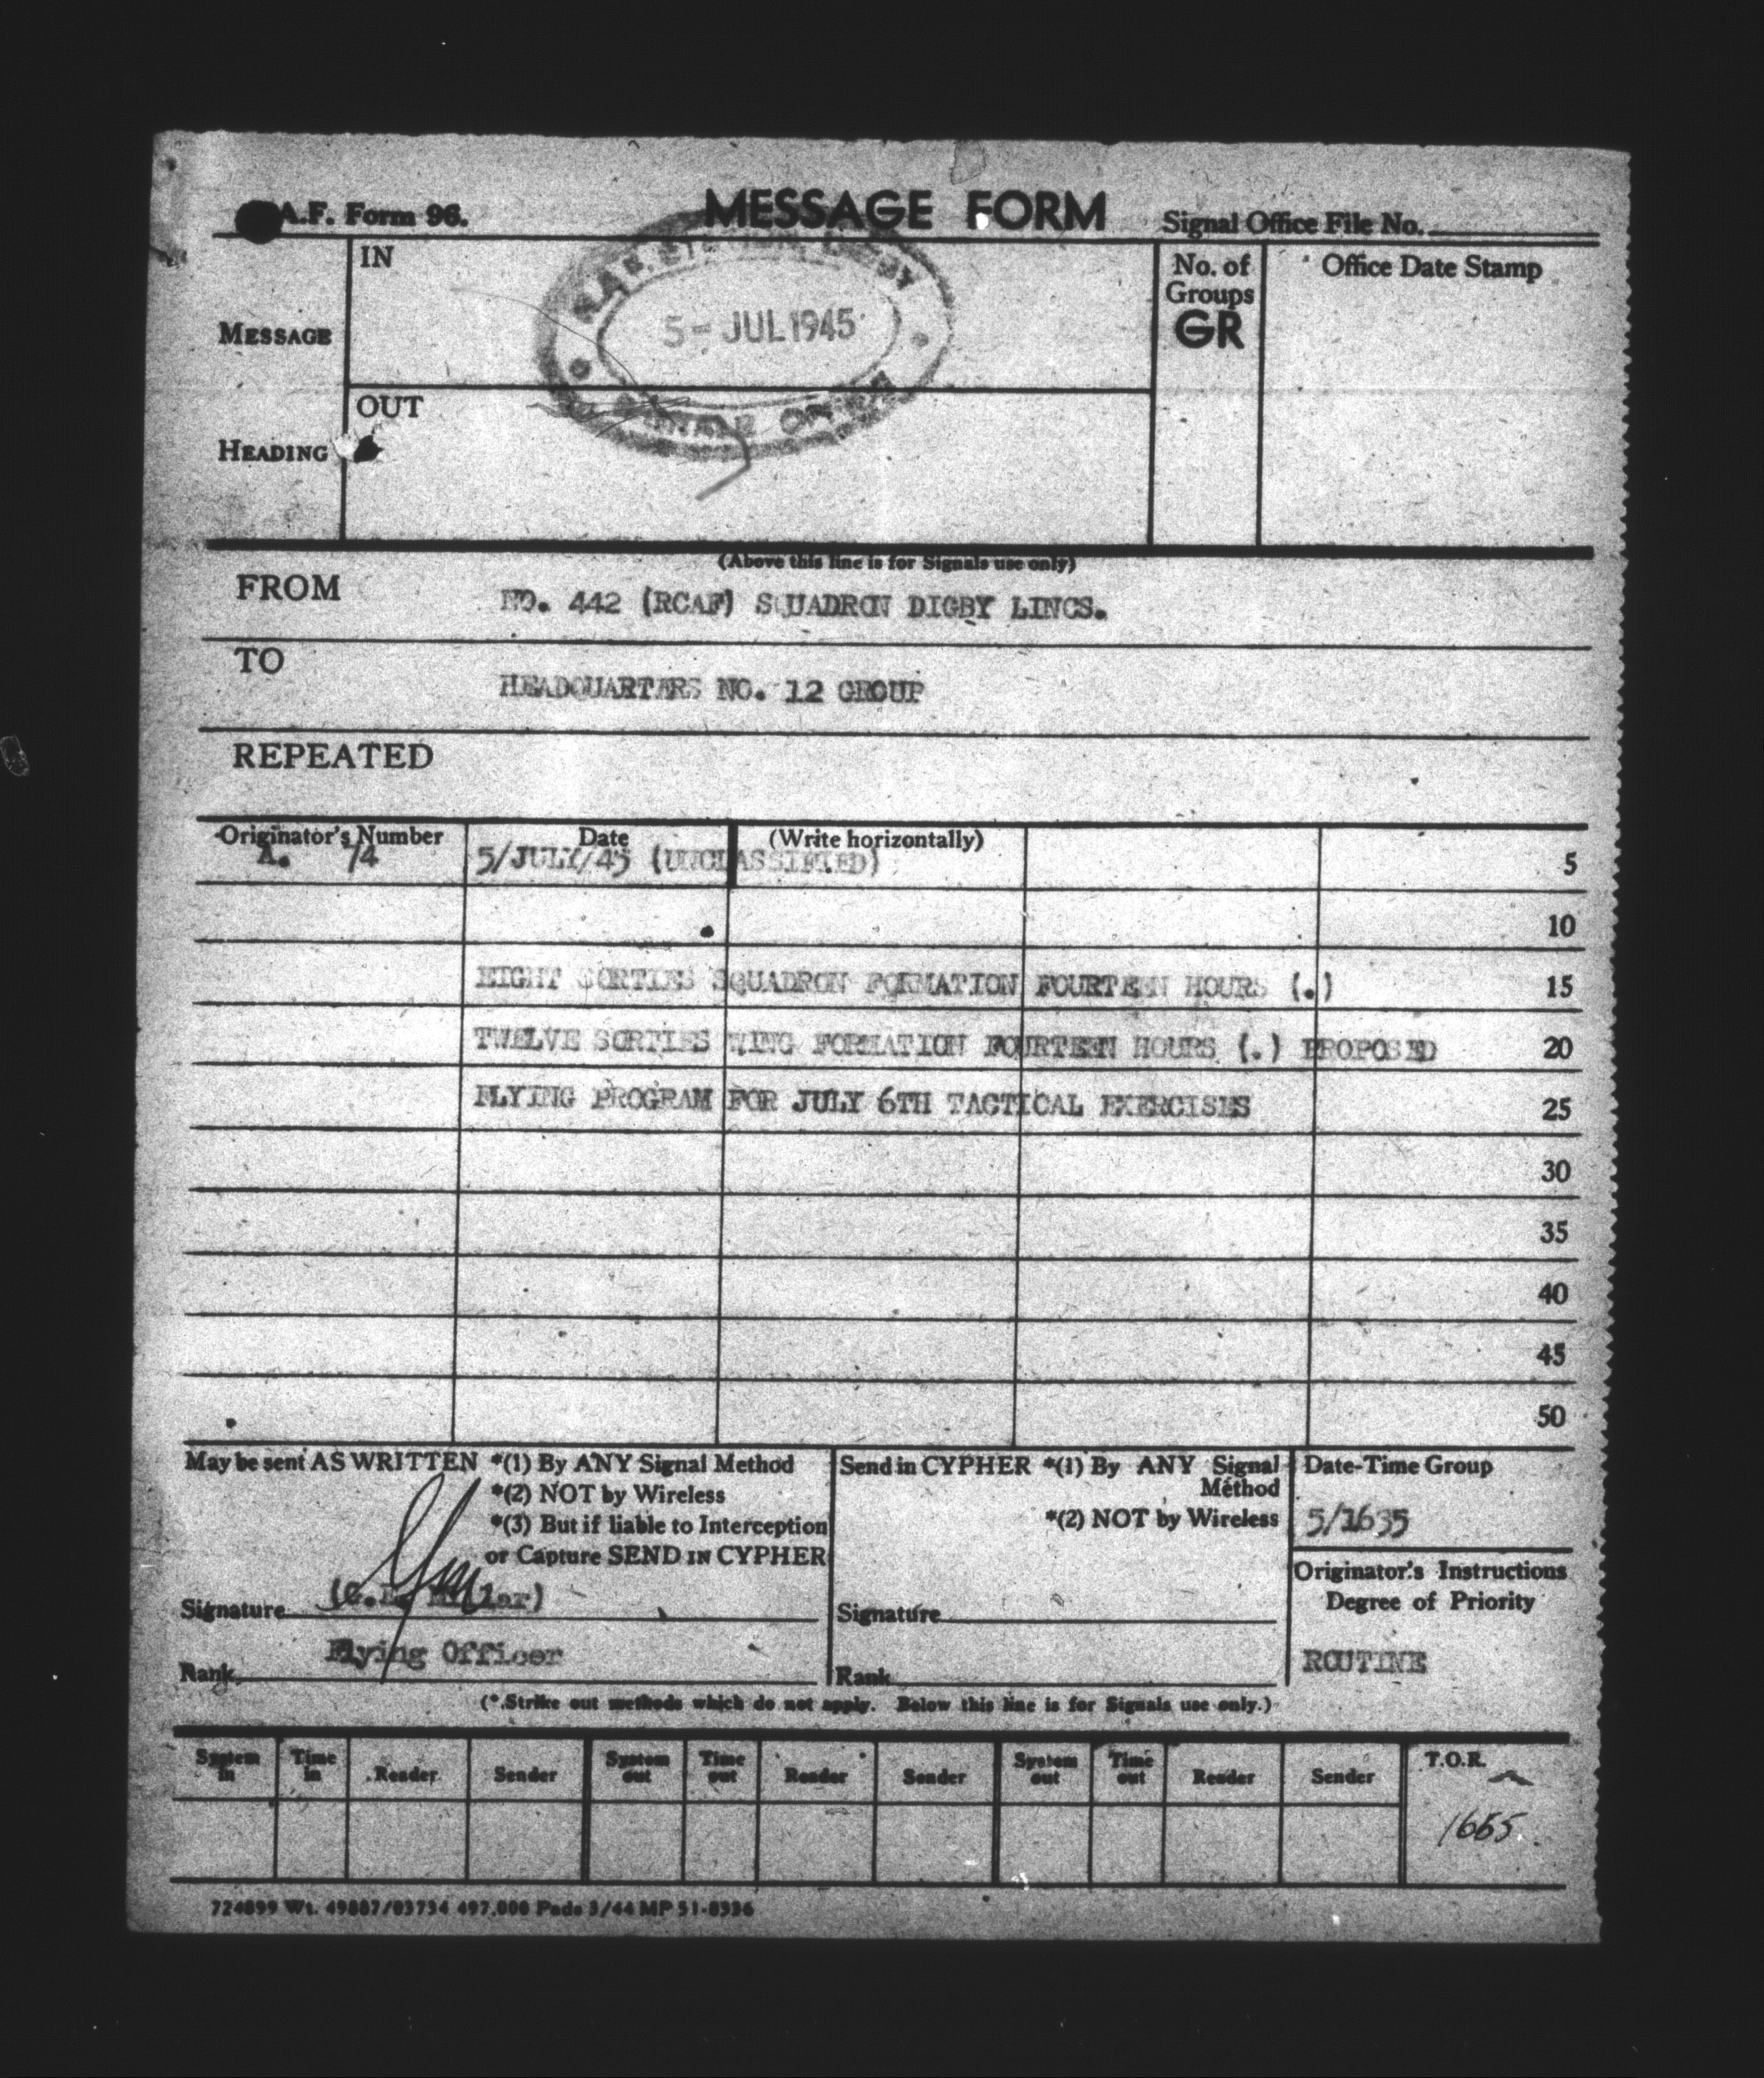 A.F. Form 96.
MESSAGE FORM
Signal Office File No.
MESSAGE
HEADING
IN
5 - JUL 1945
OUT
No. of
Groups
GR
Office Date Stamp
(Above this line is for Signals use only)
FROM
NO. 442 (RCAF) SQUADRON DIGBY LINCS.
TO
HEADQUARTERS NO. 12 GROUP
REPEATED
Originator's Number Date (Write horizontally)
A. 14 5/JULY/45 (UNCLASSIFIED) 5
10
EIGHT SORTIES SQUADRON FORMATION FOURTEEN HOURS (.) 15
TWELVE SORTIES WING FORMATION FOURTEEN HOURS (.) PROPOSED 20
FLYING PROGRAM FOR JULY 6TH TACTICAL EXERCISES 25
30
35
40
45
50
May be sent AS WRITTEN *(1) By ANY Signal Method
*(2) NOT by Wireless
*(3) But if liable to Interception
or Capture SEND IN CYPHER
Signature
Flying Officer
Rank
Send in CYPHER *(1) By ANY Signal
Method
*(2) NOT by Wireless
Signature
Rank
Date-Time Group
5/1635
Originator's Instructions
Degree of Priority
ROUTINE
(*.Strike out methods which do not apply. Below this line is for Signals use only.)
System in Time in Reader Sender System out Time out Reader Sender System out Time out Reader Sender T.O.R.